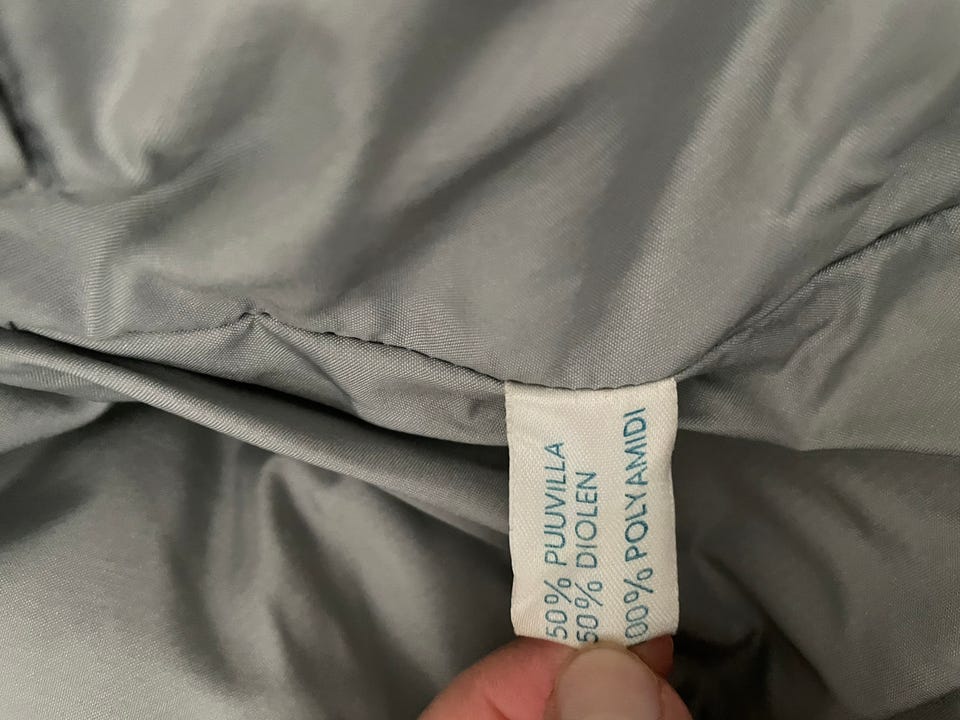 50% PUUVILLA
50% DIOLEN
00% POLYAMIDI